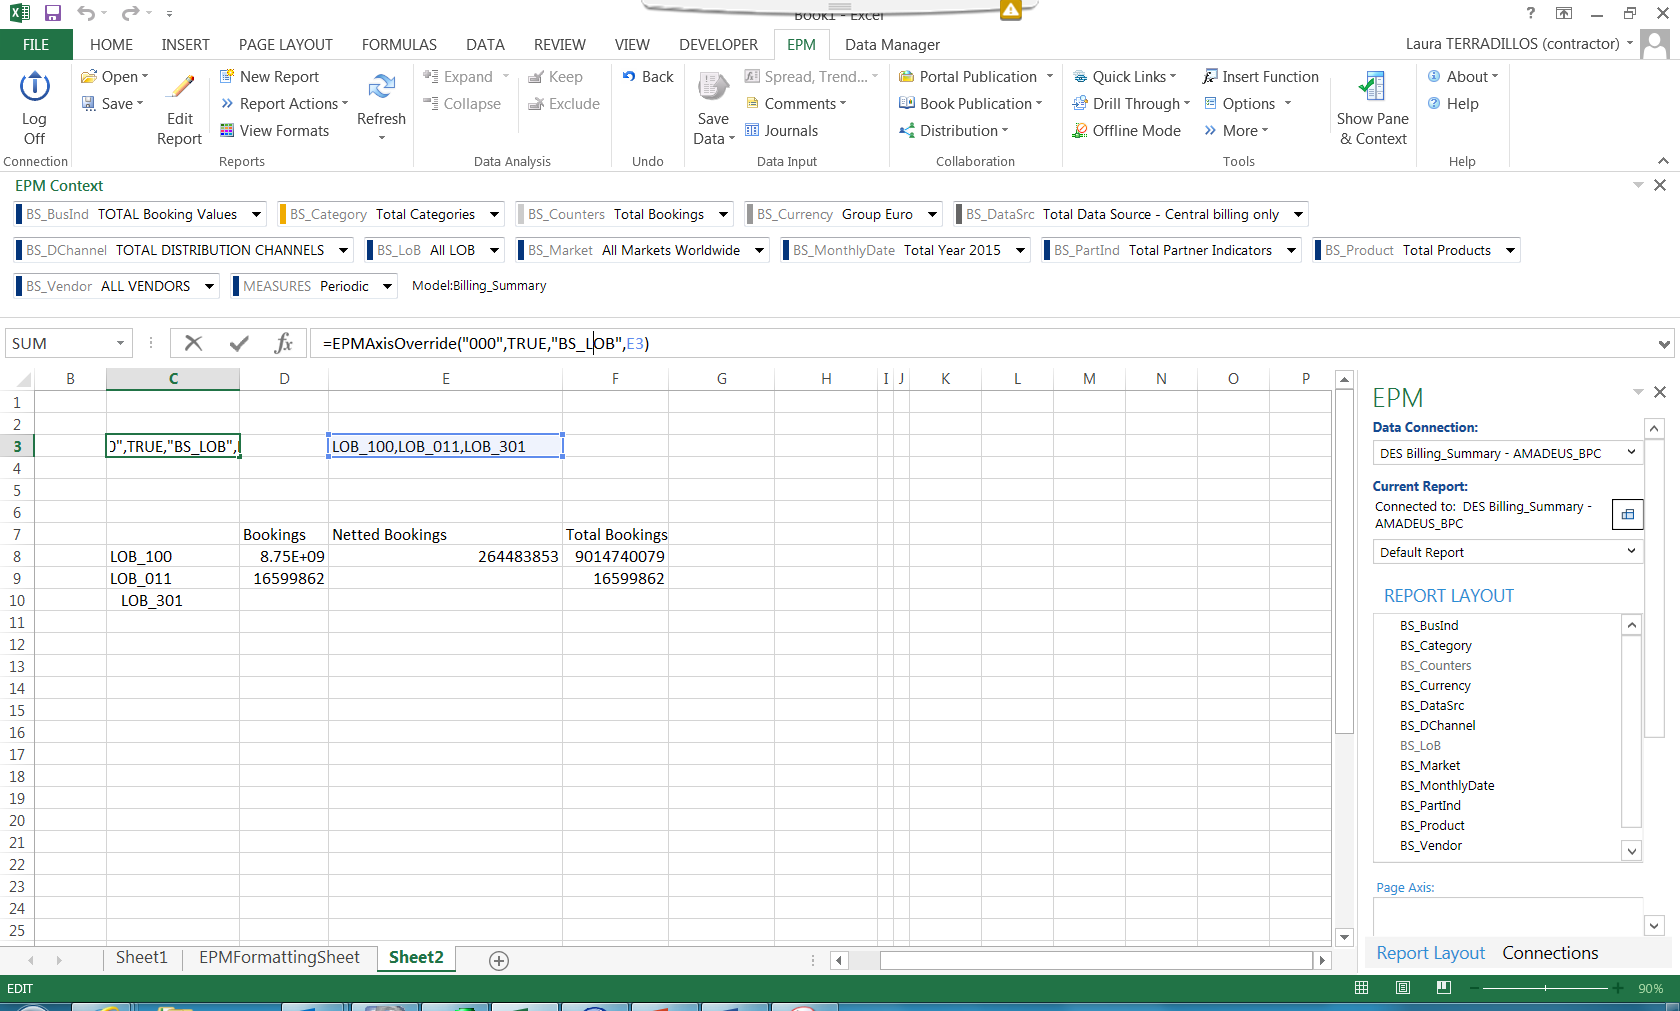 Book1 - Excel
FILE HOME INSERT PAGE LAYOUT FORMULAS DATA REVIEW VIEW DEVELOPER EPM Data Manager Laura TERRADILLOS (contractor)
Open New Report Expand Keep Back Spread, Trend... Portal Publication Quick Links Insert Function About
Save Report Actions Collapse Exclude Comments Book Publication Drill Through Options Help
Log Off Edit Report View Formats Refresh Save Data Journals Distribution Offline Mode More Show Pane & Context
Connection Reports Data Analysis Undo Data Input Collaboration Tools Help
EPM Context
BS_BusInd TOTAL Booking Values BS_Category Total Categories BS_Counters Total Bookings BS_Currency Group Euro BS_DataSrc Total Data Source - Central billing only
BS_DChannel TOTAL DISTRIBUTION CHANNELS BS_LoB All LOB BS_Market All Markets Worldwide BS_MonthlyDate Total Year 2015 BS_PartInd Total Partner Indicators BS_Product Total Products
BS_Vendor ALL VENDORS MEASURES Periodic Model:Billing_Summary
SUM fx =EPMAxisOverride("000",TRUE,"BS_LOB",E3)
B C D E F G H I J K L M N O P
1
2
3 0",TRUE,"BS_LOB", LOB_100,LOB_011,LOB_301
4
5
6
7 Bookings Netted Bookings Total Bookings
8 LOB_100 8.75E+09 264483853 9014740079
9 LOB_011 16599862 16599862
10 LOB_301
11
12
13
14
15
16
17
18
19
20
21
22
23
24
25
EPM
Data Connection:
DES Billing_Summary - AMADEUS_BPC
Current Report:
Connected to: DES Billing_Summary -
AMADEUS_BPC
Default Report
REPORT LAYOUT
BS_BusInd
BS_Category
BS_Counters
BS_Currency
BS_DataSrc
BS_DChannel
BS_LoB
BS_Market
BS_MonthlyDate
BS_PartInd
BS_Product
BS_Vendor
Page Axis:
Report Layout Connections
Sheet1 EPMFormattingSheet Sheet2
EDIT 90%